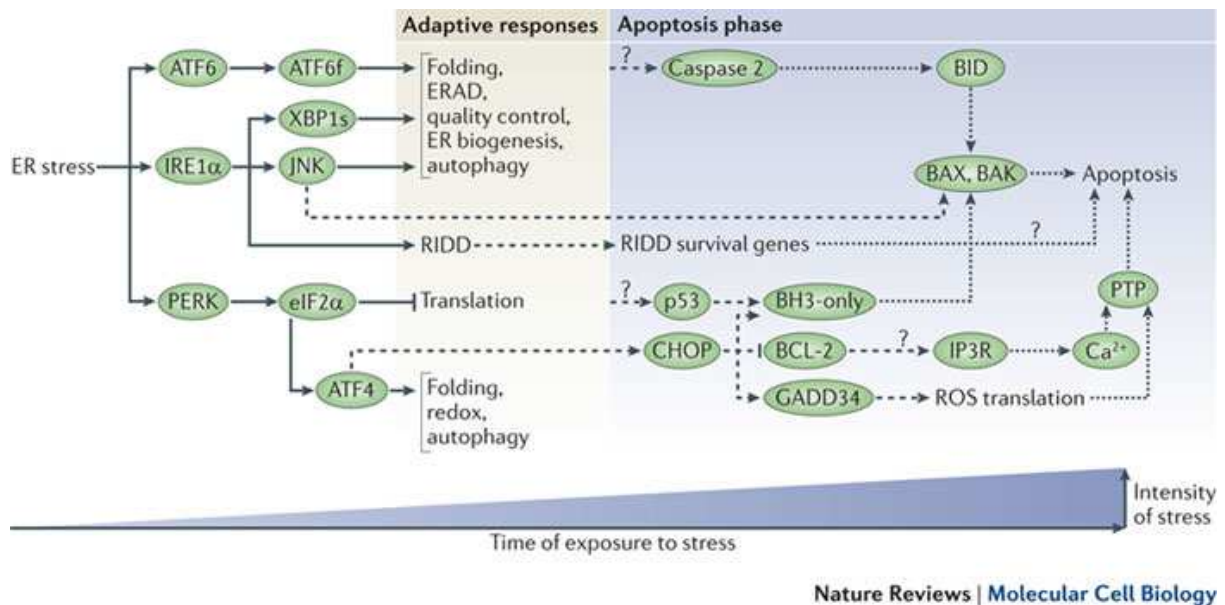 Adaptive responses
Apoptosis phase
ATF6
ATF6f
Folding,
ERAD,
quality control,
ER biogenesis,
autophagy
?
Caspase 2
BID
XBP1s
ER stress
IRE1α
JNK
BAX, BAK
Apoptosis
RIDD
RIDD survival genes
?
PERK
eIF2α
Translation
?
p53
BH3-only
PTP
CHOP
BCL-2
?
IP3R
Ca²⁺
ATF4
Folding,
redox,
autophagy
GADD34
ROS translation
Intensity
of stress
Time of exposure to stress
Nature Reviews | Molecular Cell Biology